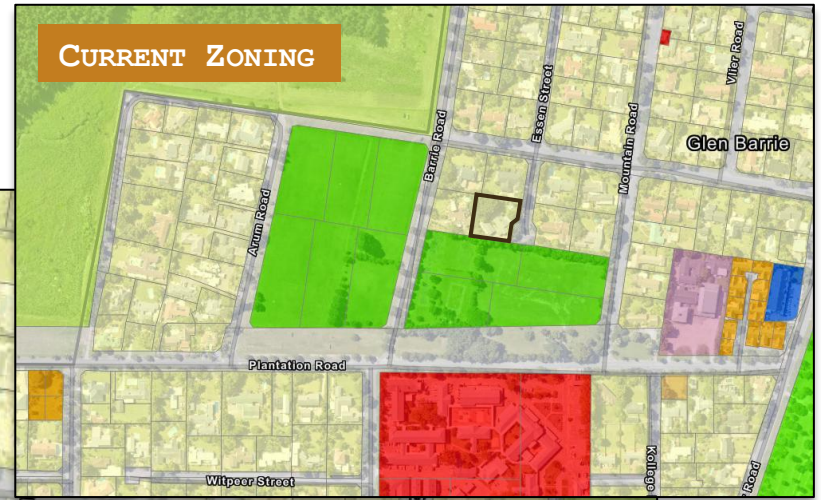 CURRENT ZONING
Vlier Road
Essen Street
Barrie Road
Mountain Road
Glen Barrie
Arum Road
Plantation Road
Witpeer Street
Kollege
Road